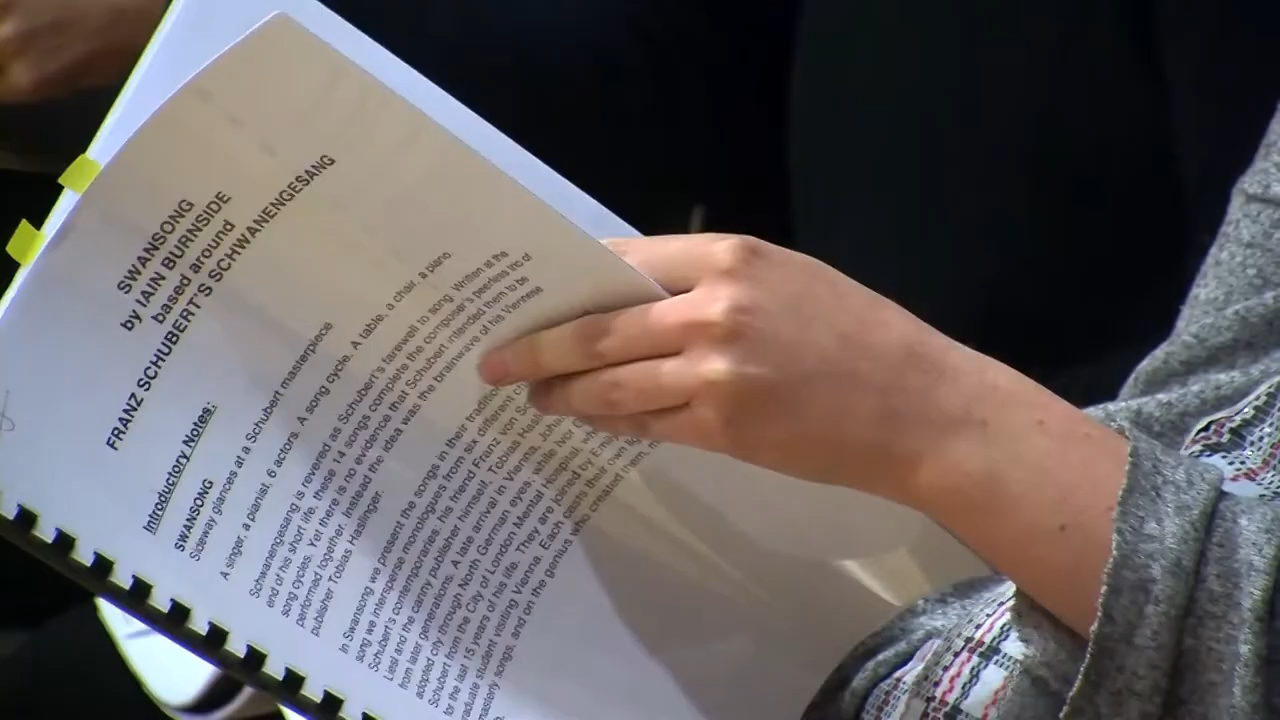 SWANSONG
by IAIN BURNSIDE
based around
FRANZ SCHUBERT'S SCHWANENGESANG
Introductory Notes:
SWANSONG
Sideway glances at a Schubert masterpiece
A singer, a pianist, 6 actors. A song cycle. A table, a chair, a piano
Schwanengesang is revered as Schubert's farewell to song. Written at the
end of his short life, these 14 songs complete the composer's peerless trio of
song cycles. Yet there is no evidence that Schubert intended them to be
performed together. Instead the idea was the brainwave of his Viennese
publisher Tobias Haslinger.
In Swansong we present the songs in their
song we intersperse monologues from six different
Schubert's contemporaries: his friend Franz von
Liesl and the canny publisher himself, Tobias
from later generations. A late arrival in Vienna,
adopted city through North German eyes; while Ivor
Schubert from the City of London Mental Hospital,
for the last 15 years of his life. They are joined by
student visiting Vienna. Each casts their own
masterly songs, and on the genius who created them.